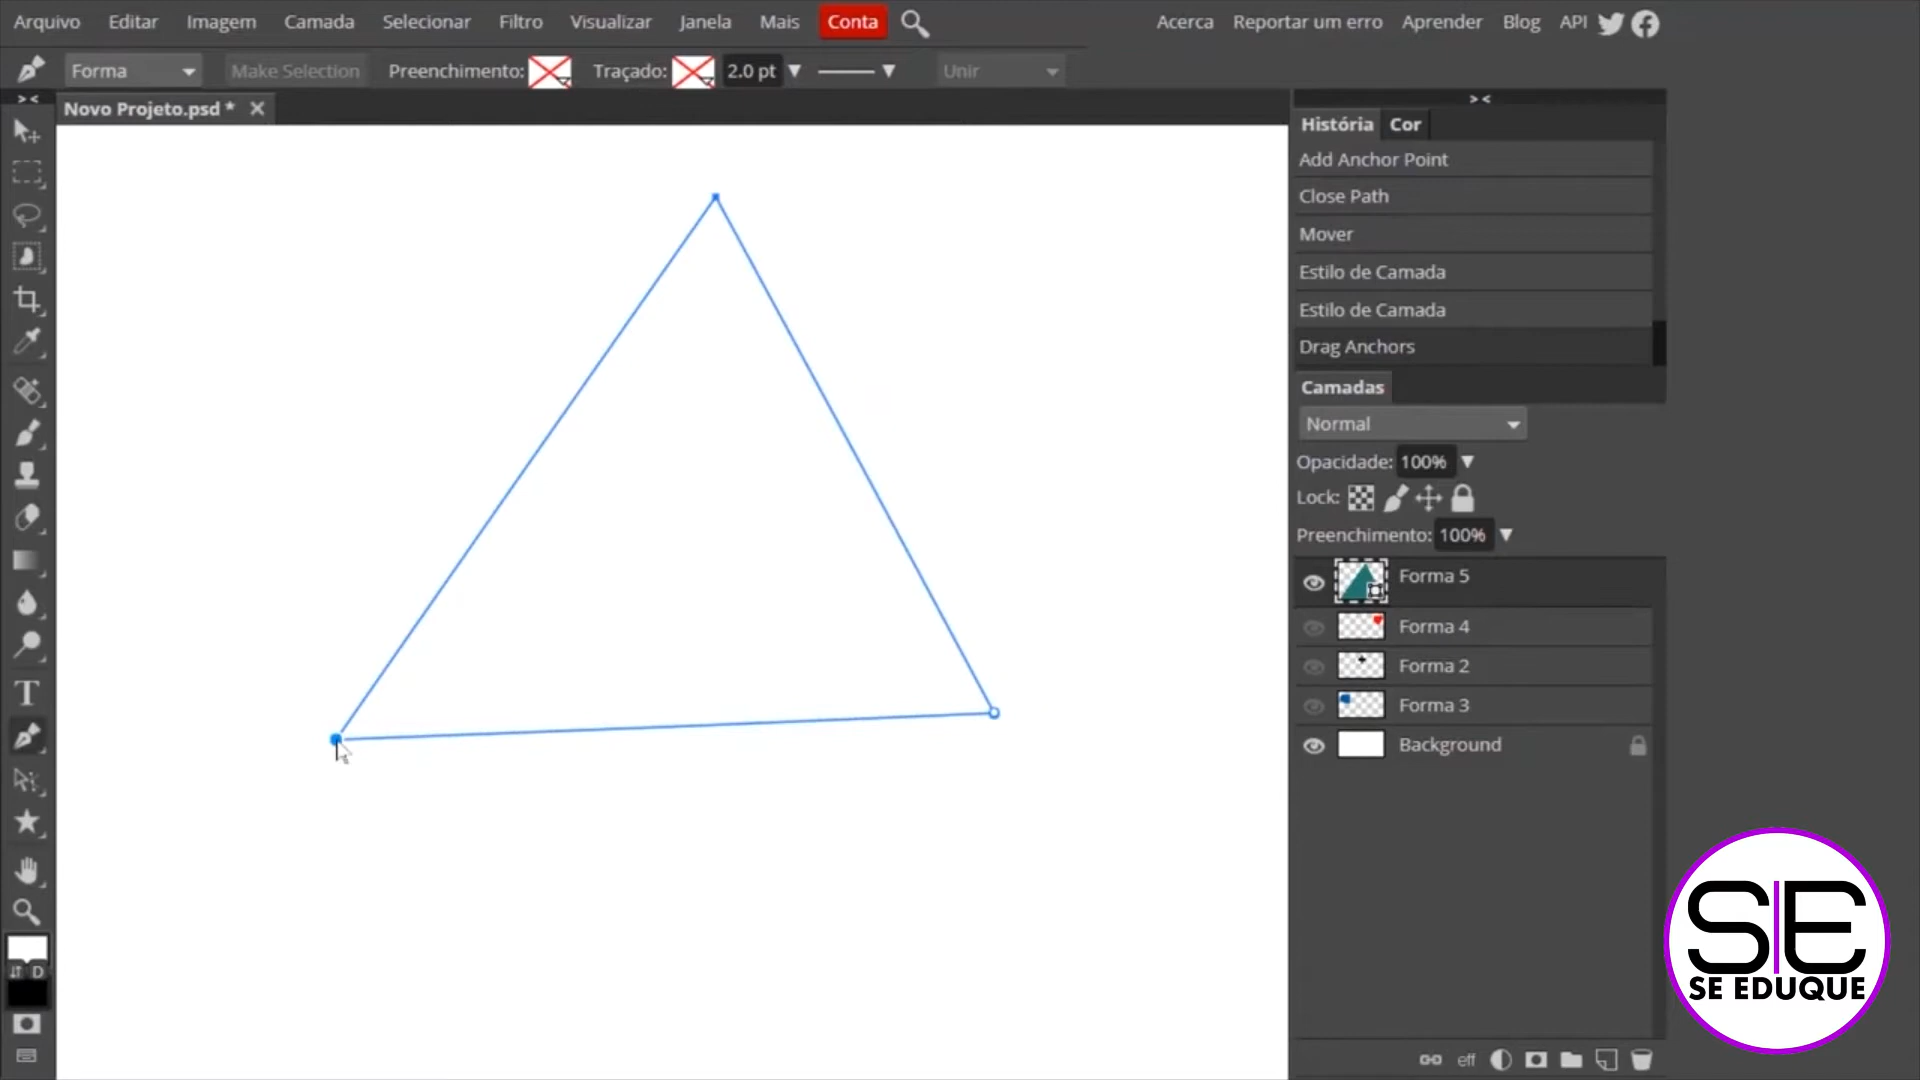 Arquivo Editar Imagem Camada Selecionar Filtro Visualizar Janela Mais Conta Acerca Reportar um erro Aprender Blog API
Forma Make Selection Preenchimento: Traçado: 2.0 pt Unir
> < Novo Projeto.psd * > <
História Cor
Add Anchor Point
Close Path
Mover
Estilo de Camada
Estilo de Camada
Drag Anchors
Camadas
Normal
Opacidade: 100%
Lock:
Preenchimento: 100%
Forma 5
Forma 4
Forma 2
Forma 3
Background
T
D
eff
SE
SE EDUQUE